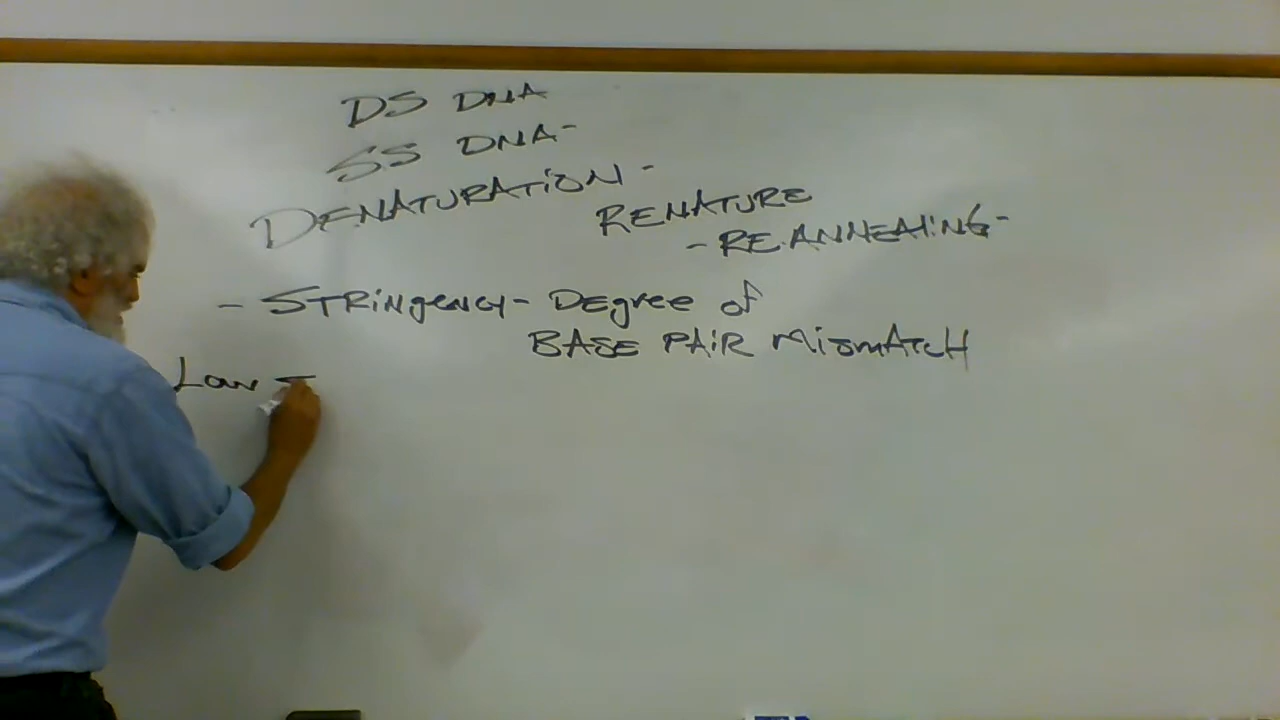 DS DNA
SS DNA-
DENATURATION-
RENATURE
- RE.ANNEALING-
- STRINgENCY- DEgree of
BASE PAIR MismATCH
Low